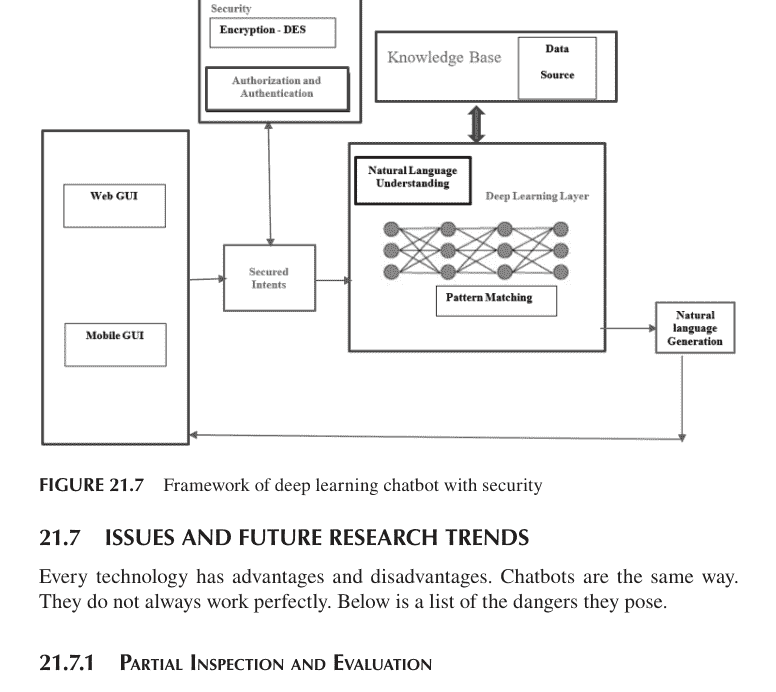 Security
Encryption - DES
Authorization and
Authentication
Knowledge Base
Data
Source
Web GUI
Mobile GUI
Secured
Intents
Natural Language
Understanding
Deep Learning Layer
Pattern Matching
Natural
language
Generation
FIGURE 21.7 Framework of deep learning chatbot with security
21.7 ISSUES AND FUTURE RESEARCH TRENDS
Every technology has advantages and disadvantages. Chatbots are the same way.
They do not always work perfectly. Below is a list of the dangers they pose.
21.7.1 PARTIAL INSPECTION AND EVALUATION